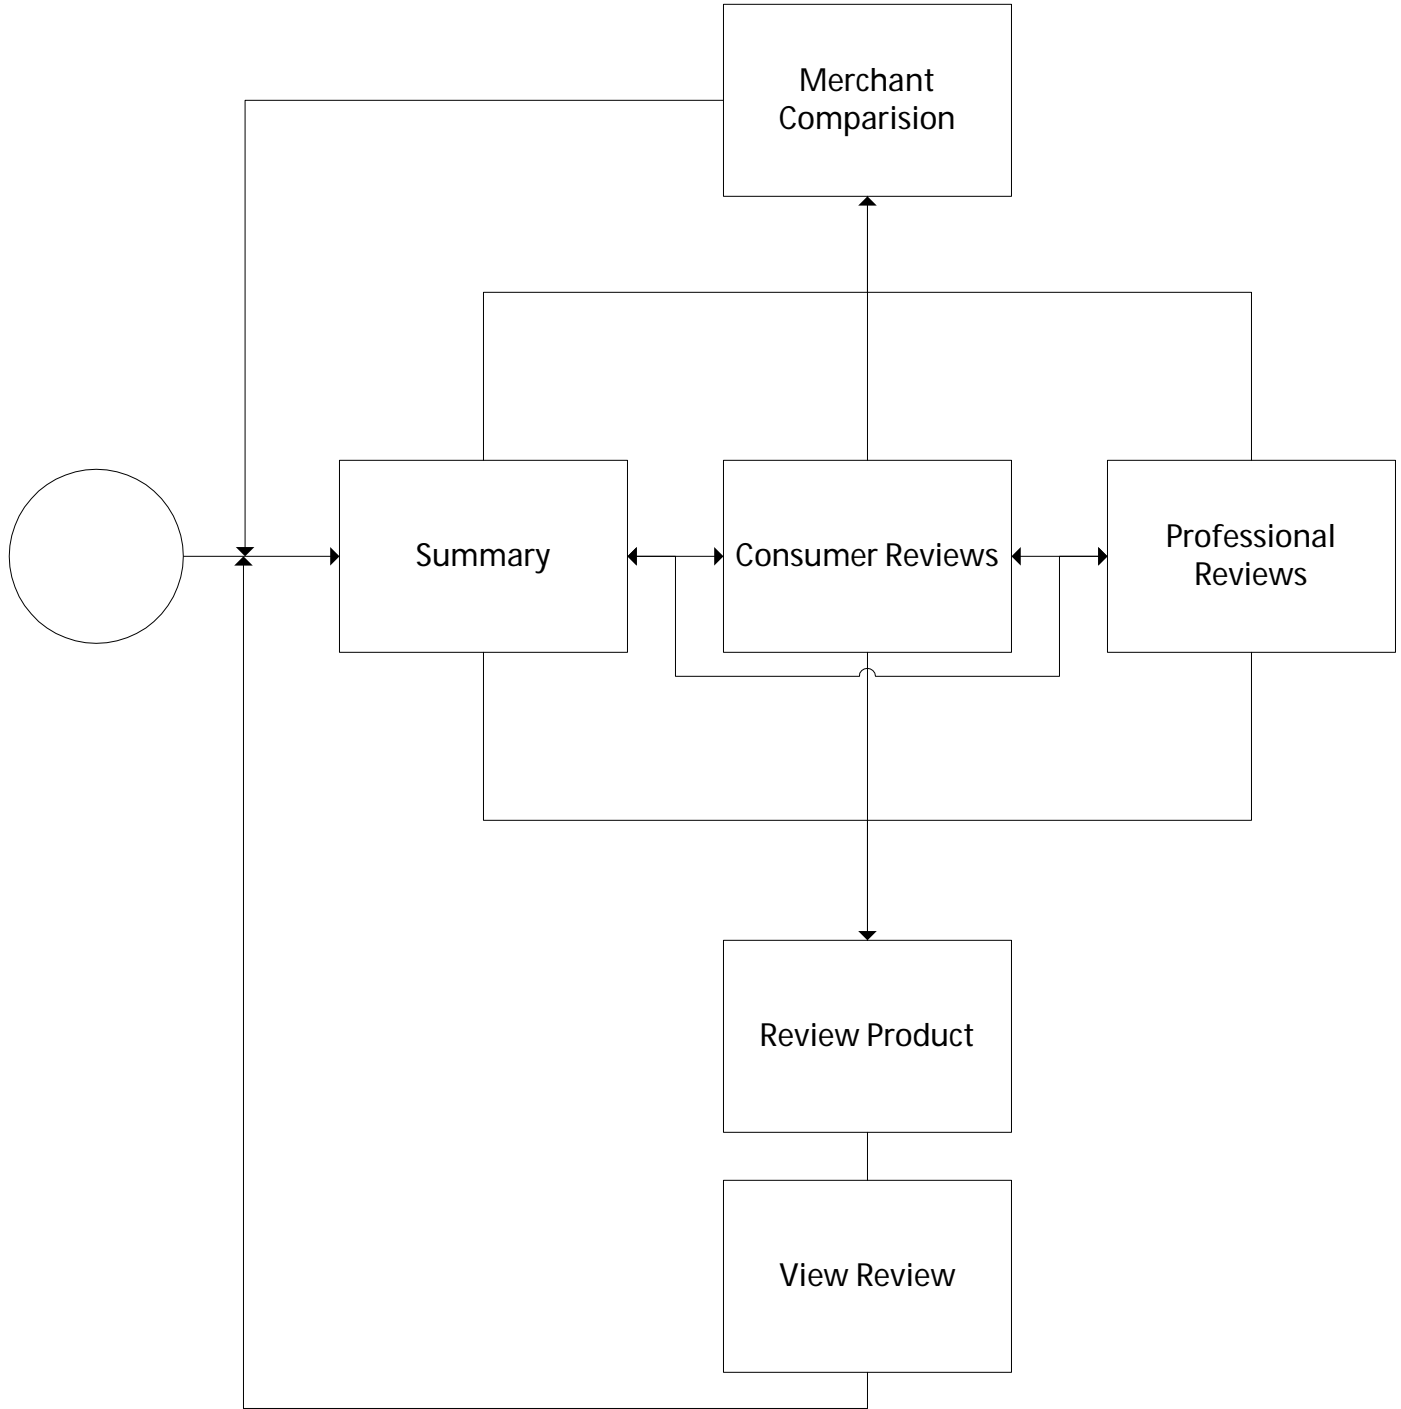 Merchant
Comparision
Summary
Consumer Reviews
Professional
Reviews
Review Product
View Review